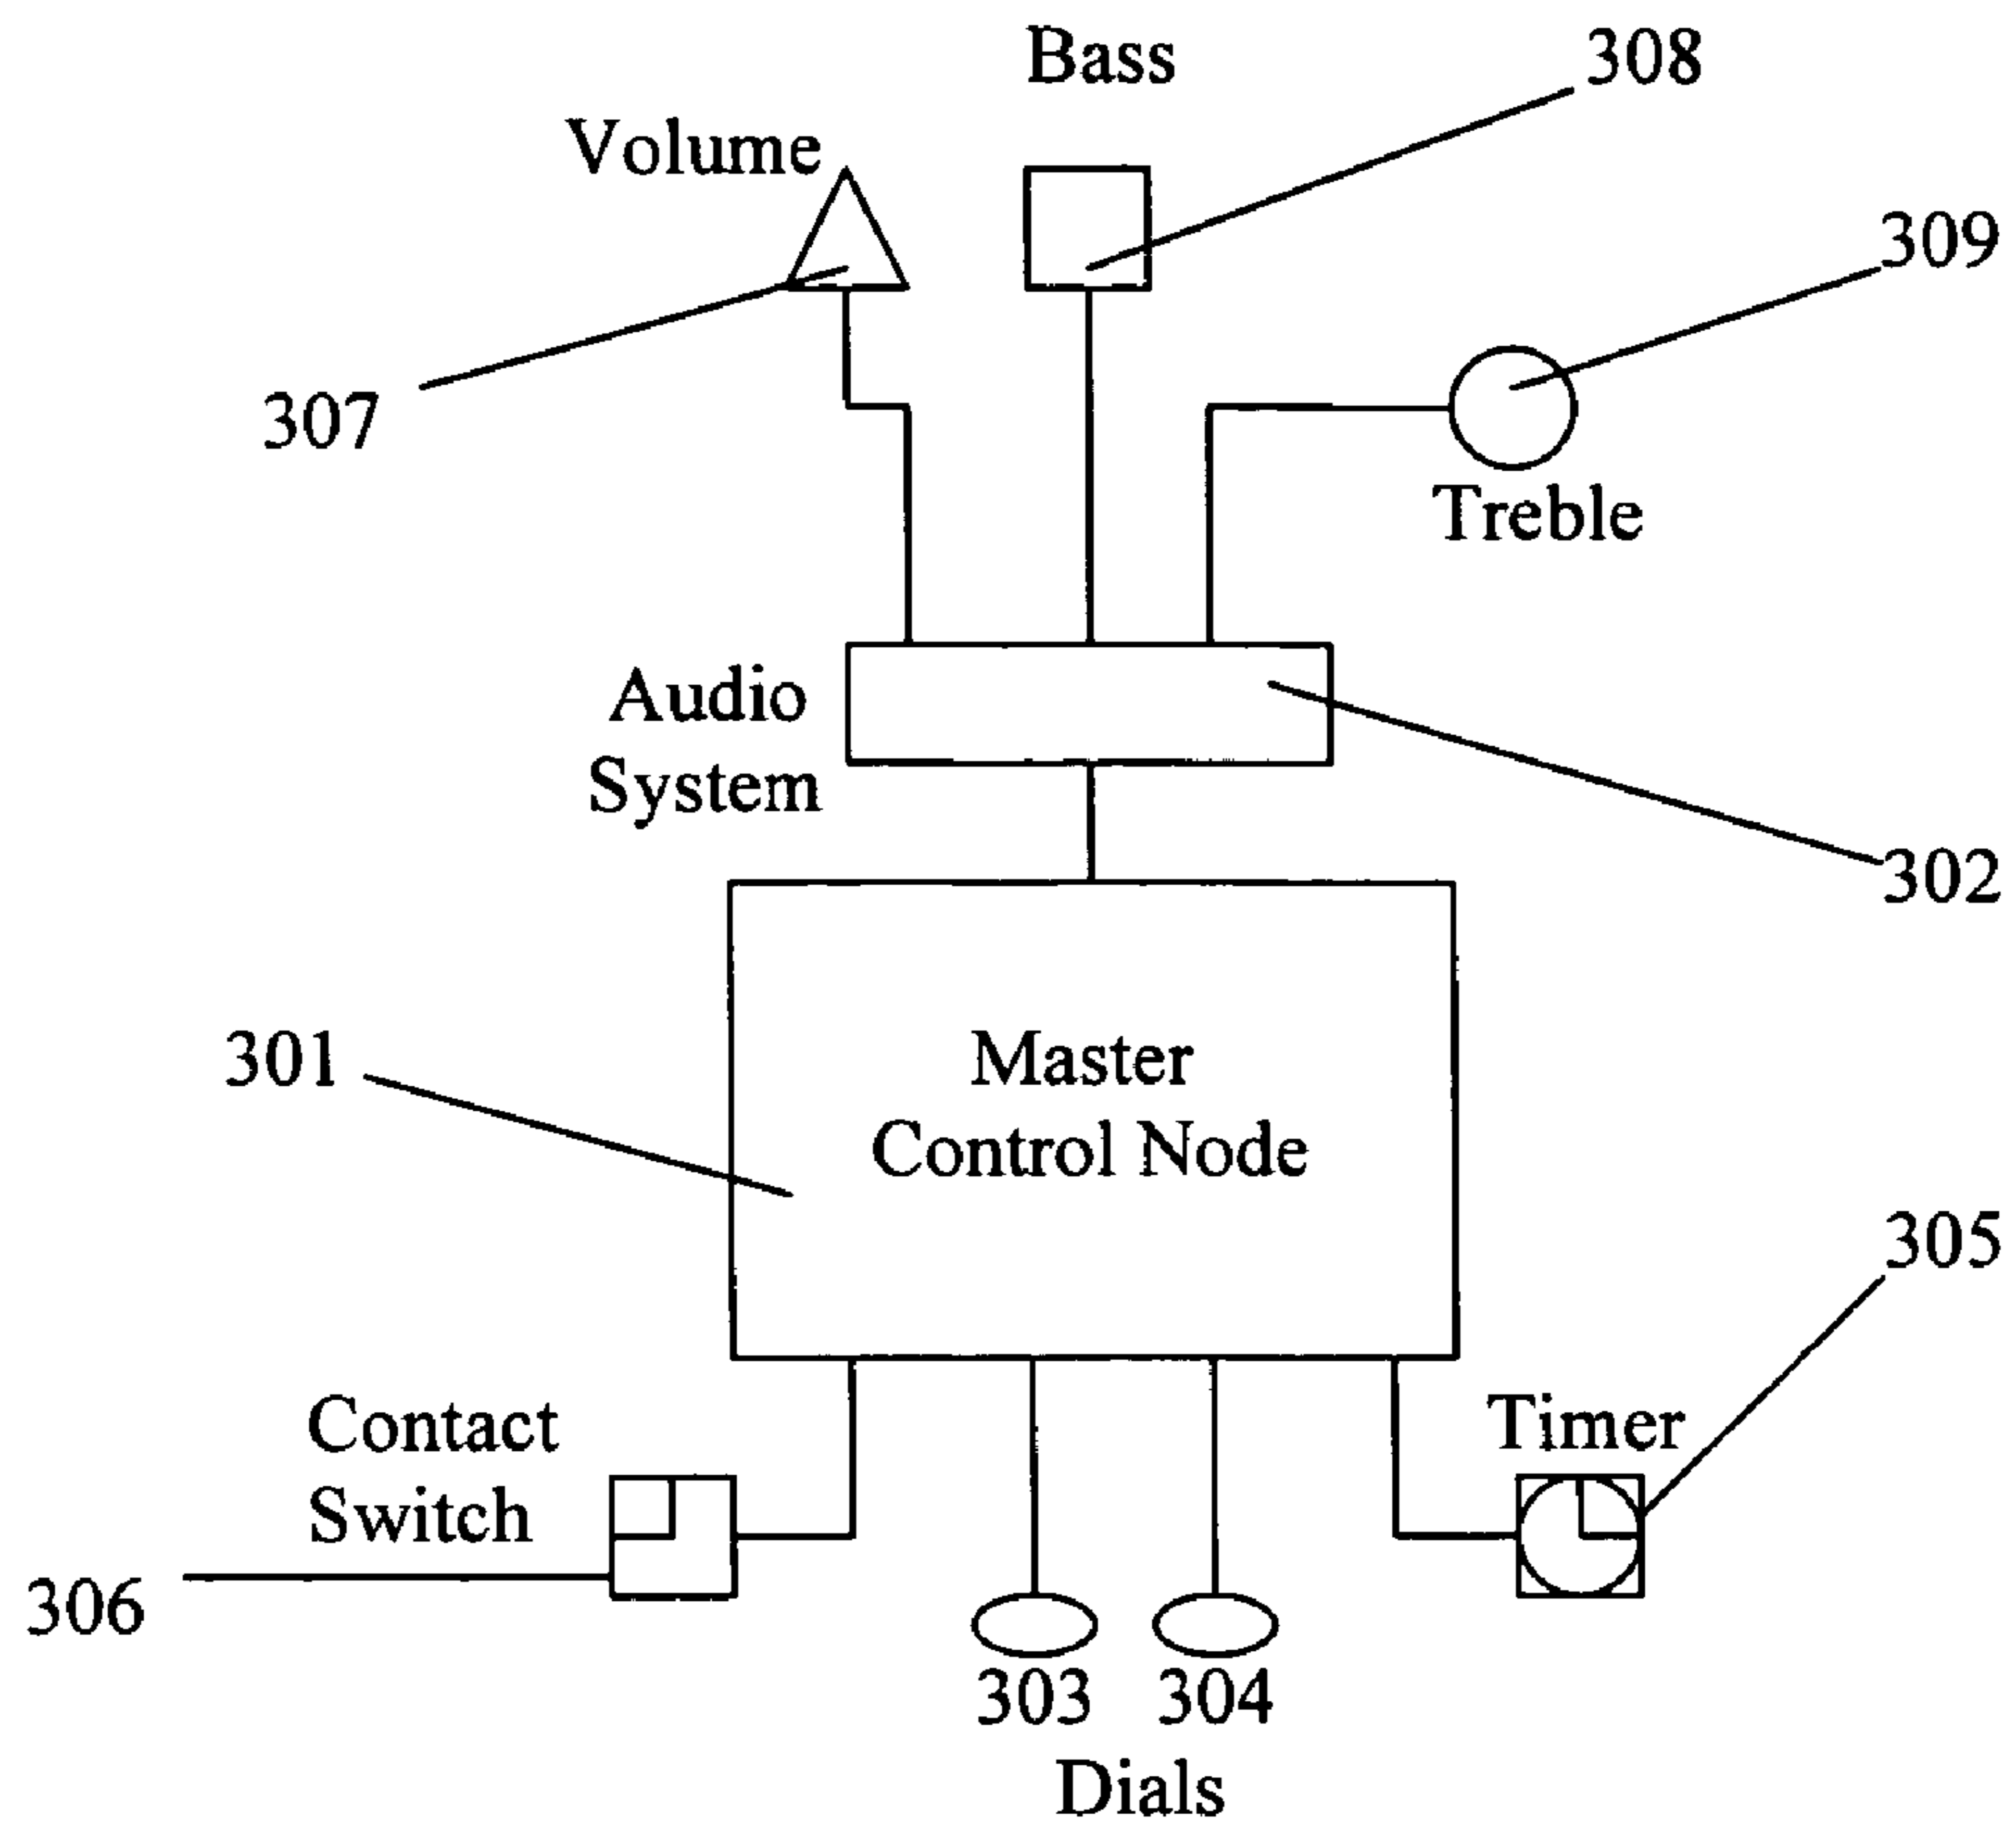 Bass
308
Volume
309
307
Treble
Audio
System
302
301
Master
Control Node
305
Contact
Switch
Timer
306
303
304
Dials